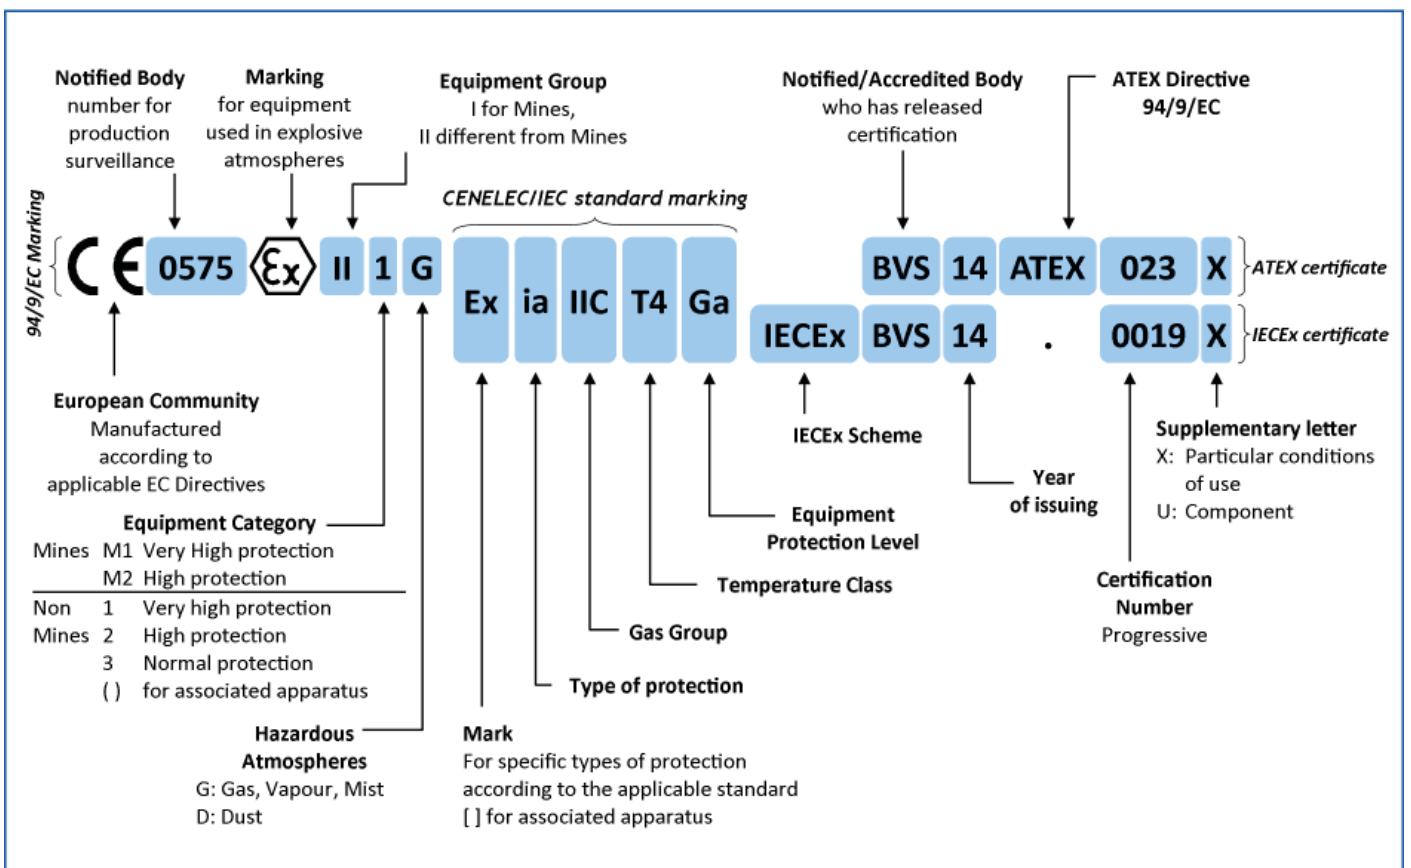 Notified Body
number for
production
surveillance
Marking
for equipment
used in explosive
atmospheres
Equipment Group
I for Mines,
II different from Mines
Notified/Accredited Body
who has released
certification
ATEX Directive
94/9/EC
CENELEC/IEC standard marking
94/9/EC Marking
CE 0575 Ex II 1 G
Ex ia IIC T4 Ga
BVS 14 ATEX 023 X
ATEX certificate
IECEx BVS 14 . 0019 X
IECEx certificate
European Community
Manufactured
according to
applicable EC Directives
Equipment Category
Mines M1 Very High protection
M2 High protection
Non 1 Very high protection
Mines 2 High protection
3 Normal protection
( ) for associated apparatus
Hazardous
Atmospheres
G: Gas, Vapour, Mist
D: Dust
Mark
For specific types of protection
according to the applicable standard
[ ] for associated apparatus
Type of protection
Gas Group
Temperature Class
Equipment
Protection Level
IECEx Scheme
Year
of issuing
Certification
Number
Progressive
Supplementary letter
X: Particular conditions
of use
U: Component